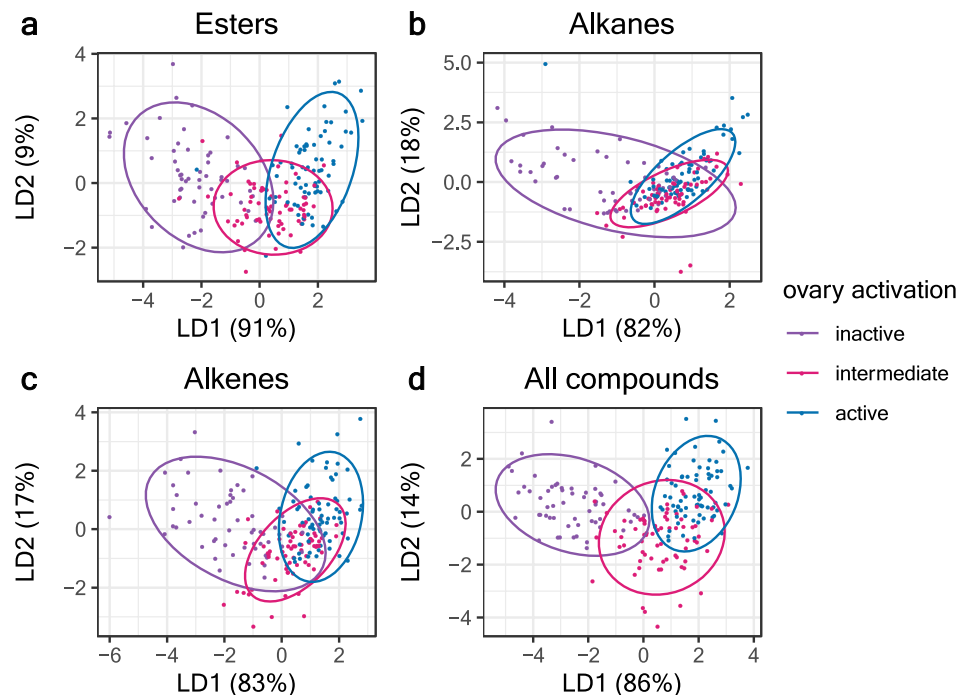 a
Esters
LD2 (9%)
4
2
0
−2
−4
−2
0
2
LD1 (91%)
b
Alkanes
LD2 (18%)
5.0
2.5
0.0
−2.5
−4
−2
0
2
LD1 (82%)
ovary activation
inactive
intermediate
active
c
Alkenes
LD2 (17%)
4
2
0
−2
−6
−4
−2
0
2
LD1 (83%)
d
All compounds
LD2 (14%)
2
0
−2
−4
−4
−2
0
2
4
LD1 (86%)